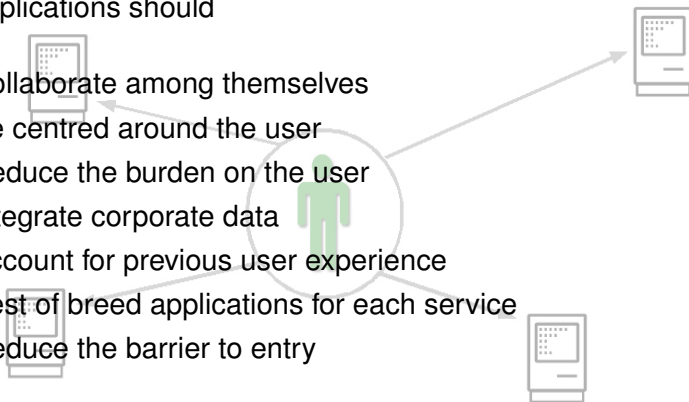 plications should
ollaborate among themselves
e centred around the user
educe the burden on the user
tegrate corporate data
ccount for previous user experience
est of breed applications for each service
educe the barrier to entry